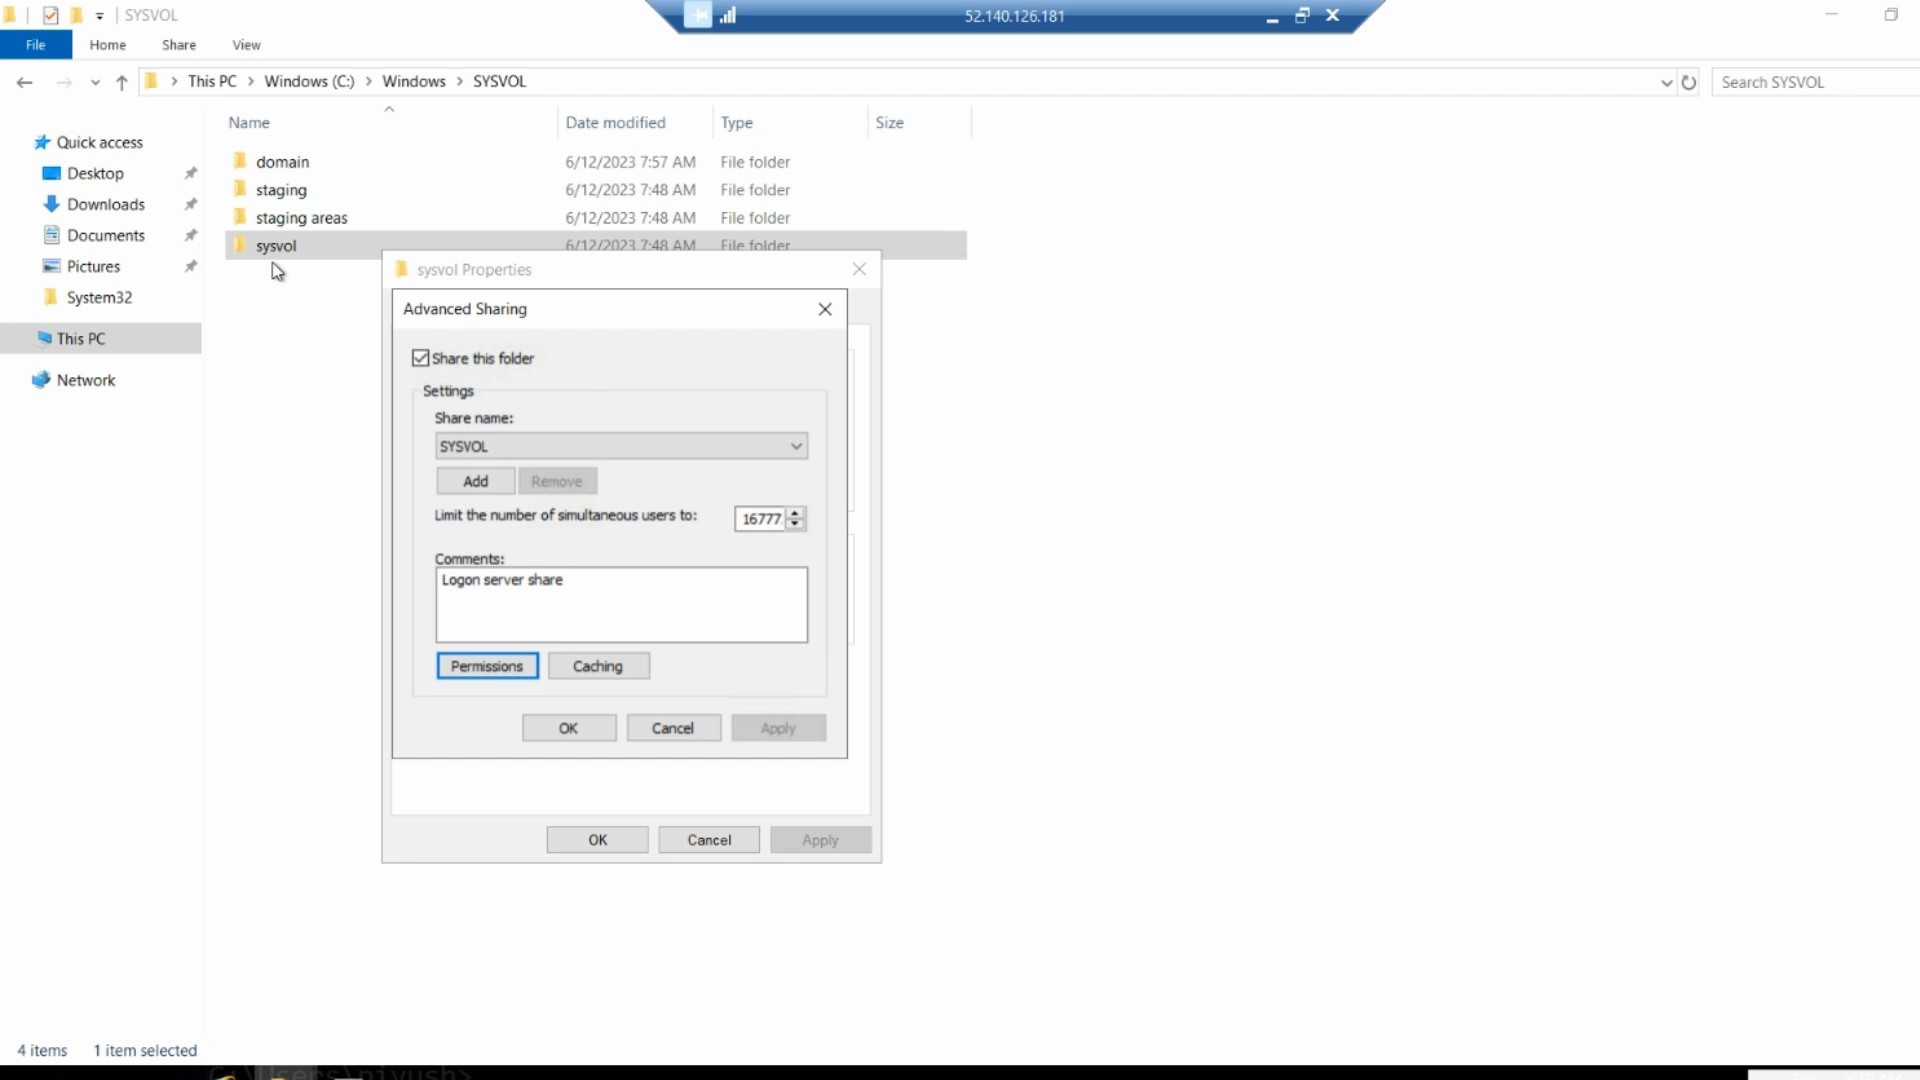 SYSVOL
52.140.126.181
File
Home
Share
View
This PC
Windows (C:)
Windows
SYSVOL
Search SYSVOL
Name
Date modified
Type
Size
Quick access
Desktop
Downloads
Documents
Pictures
System32
This PC
Network
domain 6/12/2023 7:57 AM File folder
staging 6/12/2023 7:48 AM File folder
staging areas 6/12/2023 7:48 AM File folder
sysvol 6/12/2023 7:48 AM File folder
sysvol Properties
Advanced Sharing
Share this folder
Settings
Share name:
SYSVOL
Add
Remove
Limit the number of simultaneous users to:
16777
Comments:
Logon server share
Permissions
Caching
OK
Cancel
Apply
OK
Cancel
Apply
4 items
1 item selected
C:\Users\piyush>